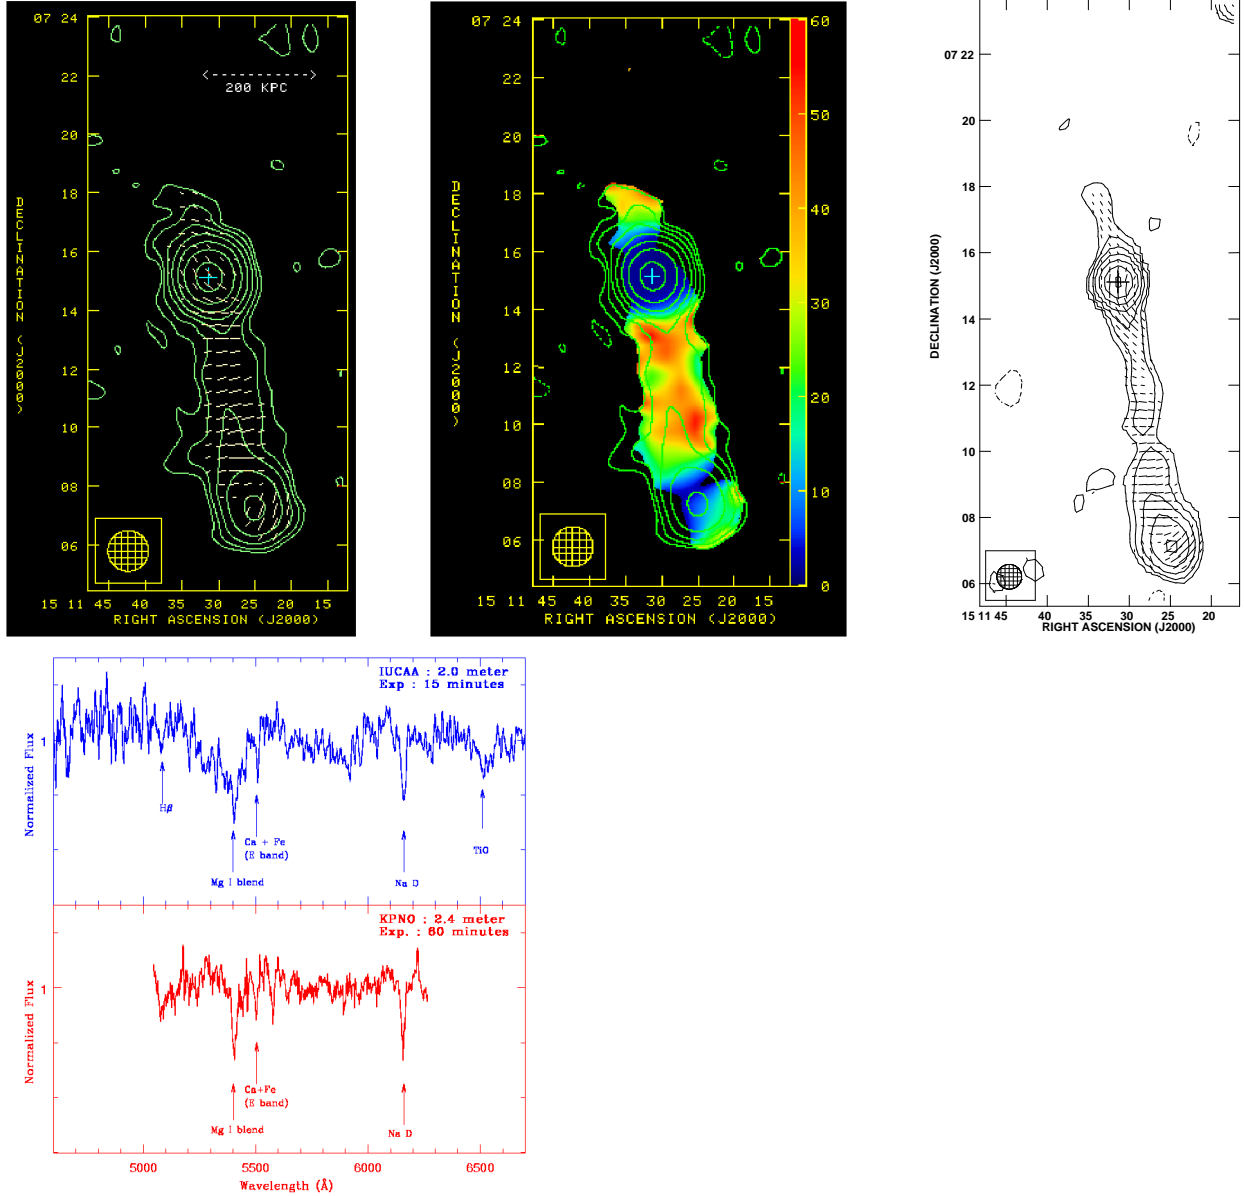 07 24
22
20
18
16
14
12
10
08
06
200 KPC
DECLINATION (J2000)
15 11 45 40 35 30 25 20 15
RIGHT ASCENSION (J2000)
07 24
22
20
18
16
14
12
10
08
06
DECLINATION (J2000)
15 11 45 40 35 30 25 20 15
RIGHT ASCENSION (J2000)
60
50
40
30
20
10
0
07 22
20
18
16
14
12
10
08
06
DECLINATION (J2000)
15 11 45 40 35 30 25 20
RIGHT ASCENSION (J2000)
IUCAA : 2.0 meter
Exp : 15 minutes
Normalized Flux
1
Hβ
Ca + Fe
(E band)
TiO
Mg I blend
Na D
KPNO : 2.4 meter
Exp. : 60 minutes
Normalized Flux
1
Ca+Fe
(E band)
Mg I blend
Na D
5000 5500 6000 6500
Wavelength (Å)